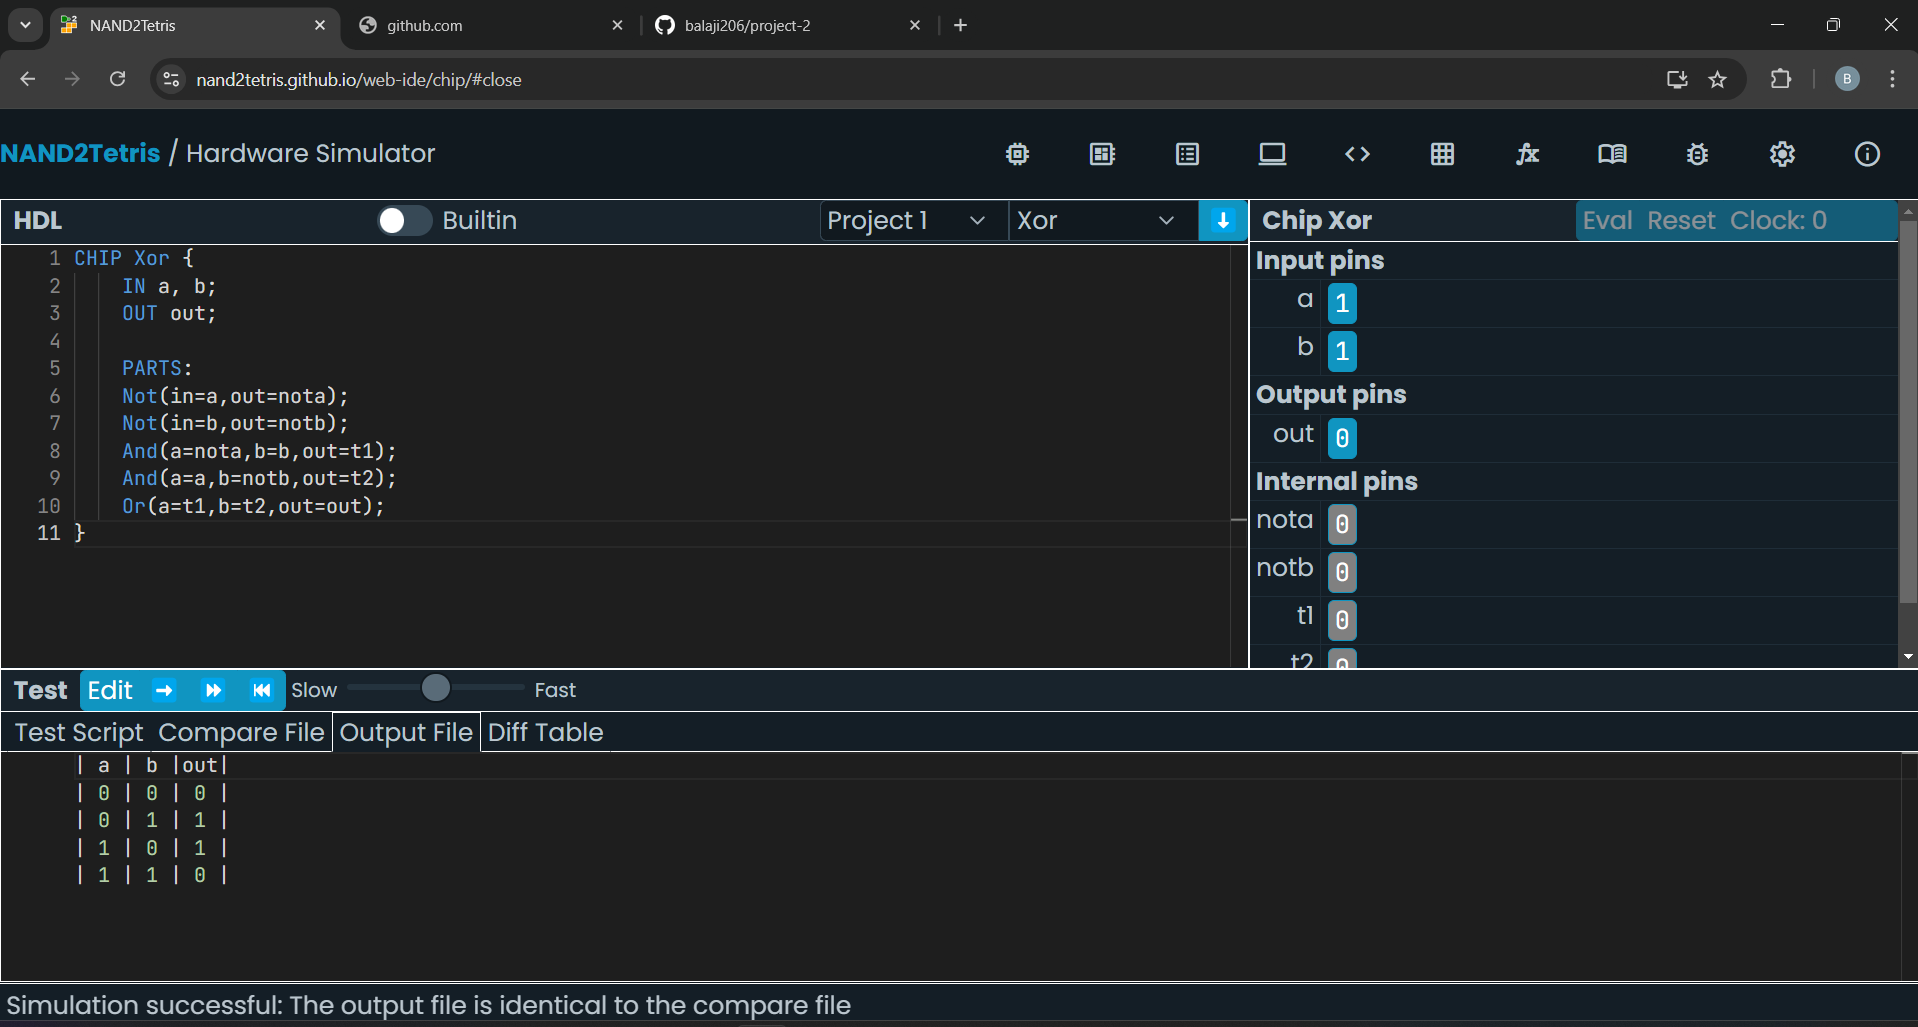 NAND2Tetris
github.com
balaji206/project-2
nand2tetris.github.io/web-ide/chip/#close
B
NAND2Tetris / Hardware Simulator
HDL
Builtin
Project 1
Xor
1 CHIP Xor {
2 IN a, b;
3 OUT out;
4
5 PARTS:
6 Not(in=a,out=nota);
7 Not(in=b,out=notb);
8 And(a=nota,b=b,out=t1);
9 And(a=a,b=notb,out=t2);
10 Or(a=t1,b=t2,out=out);
11 }
Chip Xor
Eval Reset Clock: 0
Input pins
a 1
b 1
Output pins
out 0
Internal pins
nota 0
notb 0
t1 0
t2 0
Test Edit Slow Fast
Test Script Compare File Output File Diff Table
| a | b |out|
| 0 | 0 | 0 |
| 0 | 1 | 1 |
| 1 | 0 | 1 |
| 1 | 1 | 0 |
Simulation successful: The output file is identical to the compare file